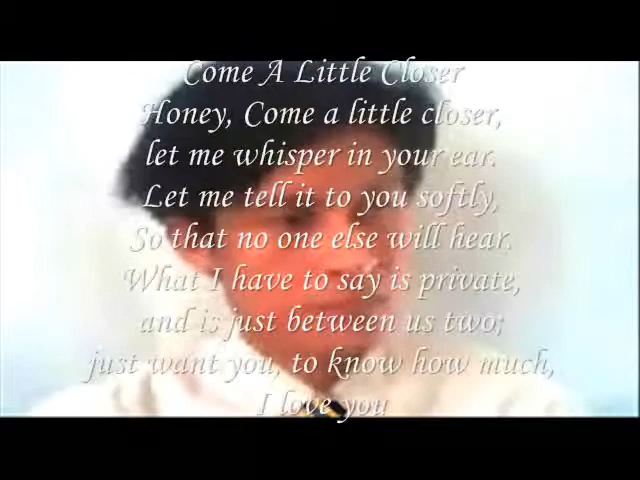 Come A Little Closer
Honey, Come a little closer,
let me whisper in your ear.
Let me tell it to you softly,
So that no one else will hear.
What I have to say is private,
and is just between us two;
just want you, to know how much,
I love you